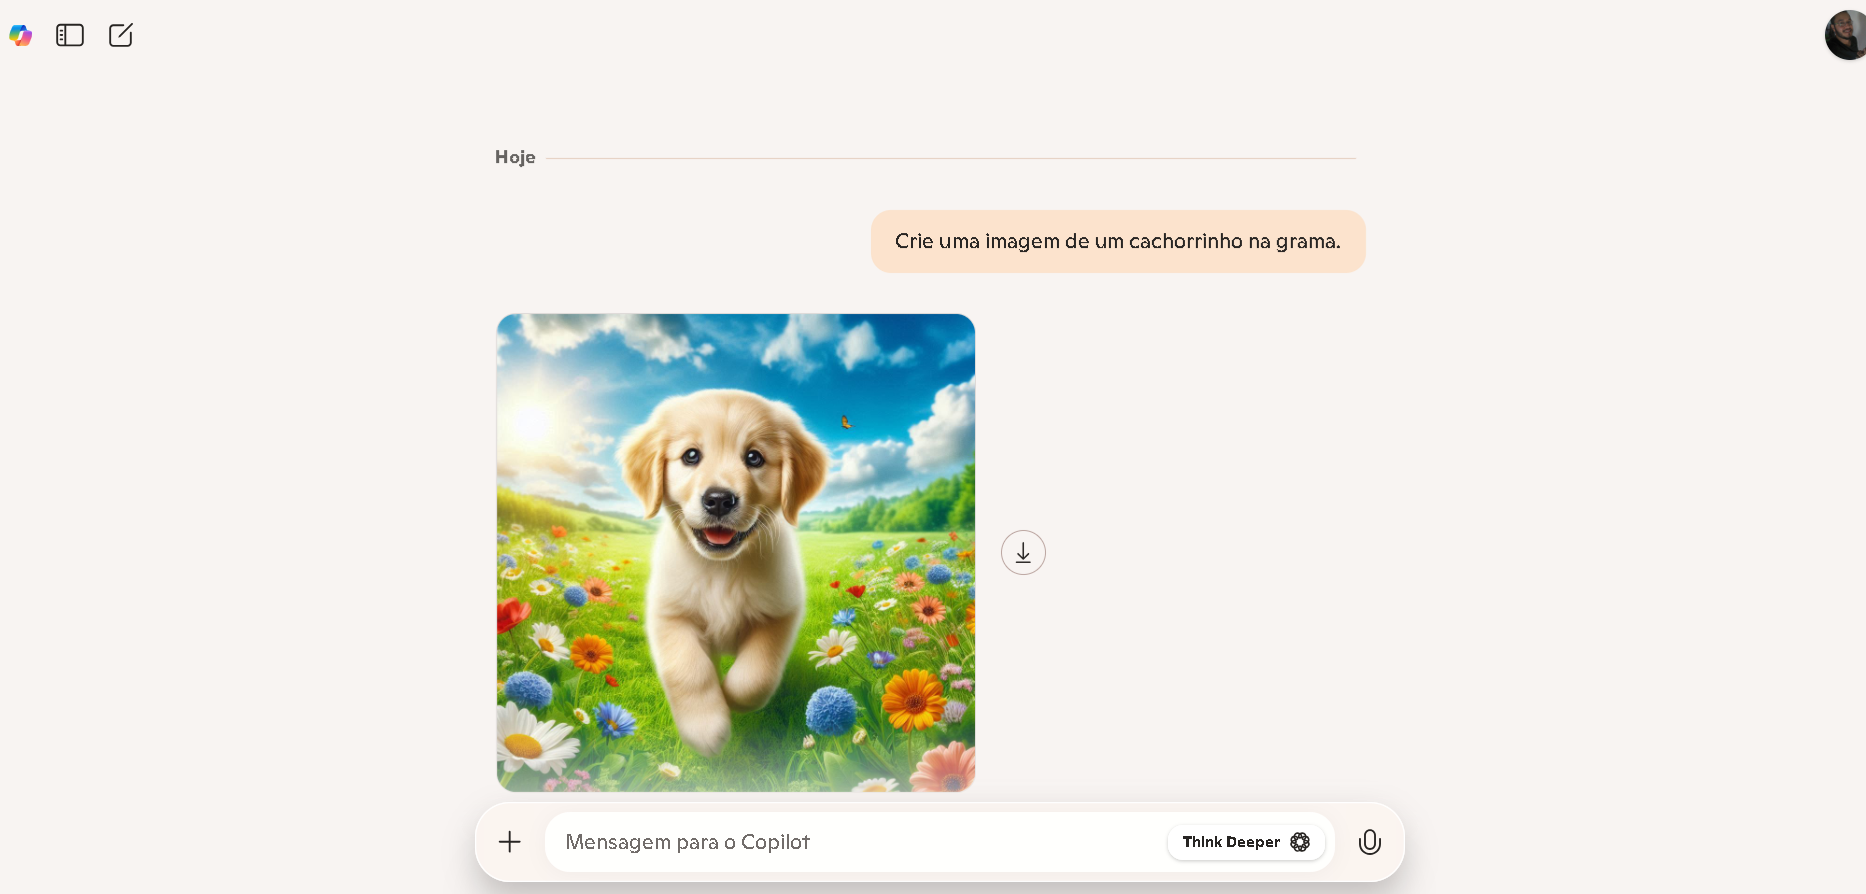 Hoje
Crie uma imagem de um cachorrinho na grama.
Mensagem para o Copilot
Think Deeper